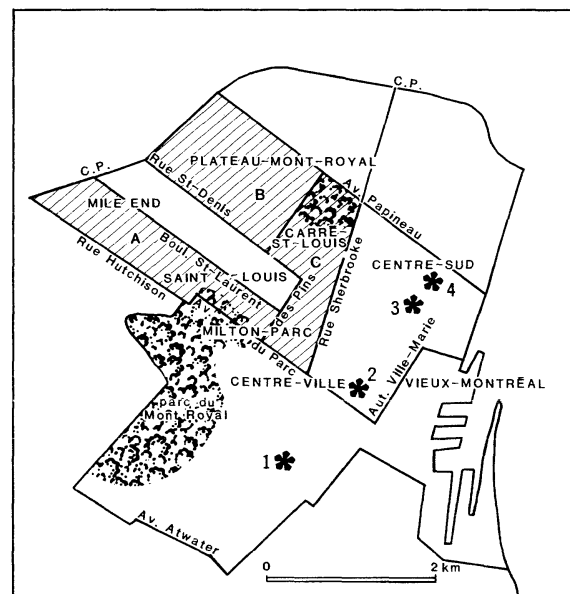 C.P.
PLATEAU-MONT-ROYAL
C.P.
Rue St-Denis
B
Av. Papineau
MILE END
CARRÉ-
ST-LOUIS
A
Boul. St-Laurent
C
Rue Hutchison
SAINT-LOUIS
des Pins
Rue Sherbrooke
CENTRE-SUD
4
3
MILTON-PARC
Av. du Parc
Aut. Ville-Marie
2
CENTRE-VILLE
VIEUX-MONTRÉAL
parc du
Mont Royal
1
Av. Atwater
0
2 km